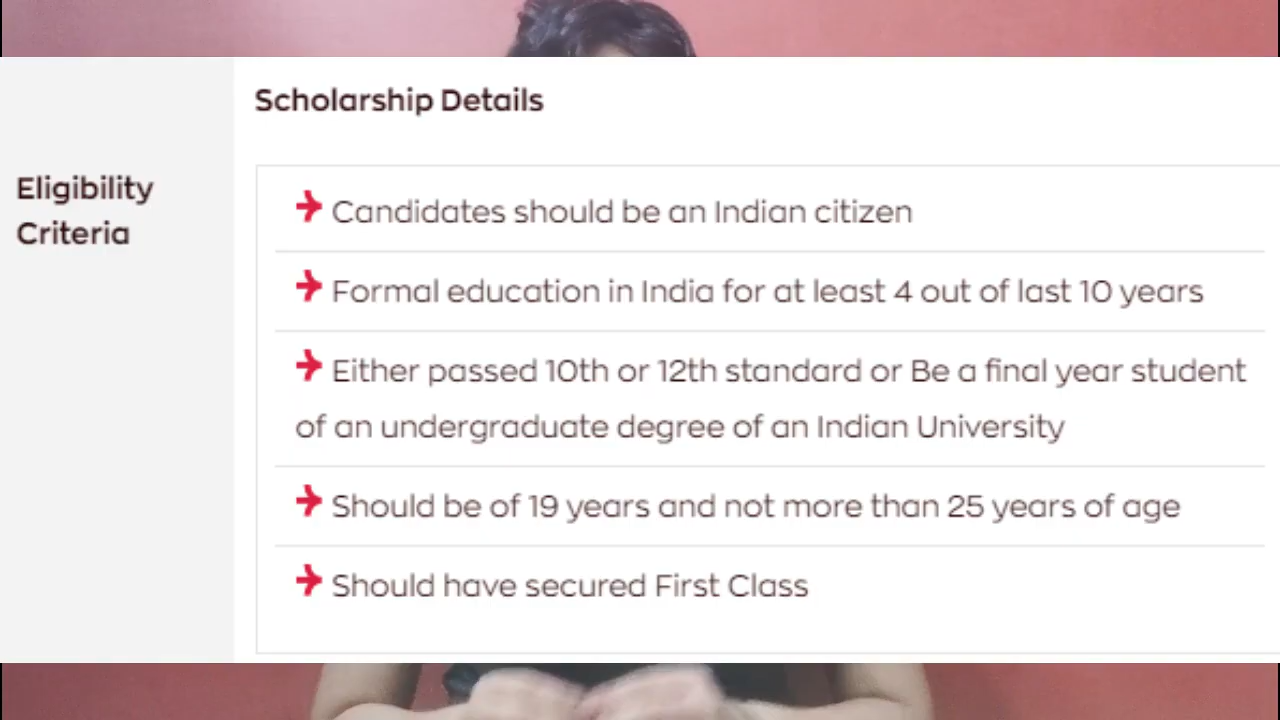 Scholarship Details
Eligibility
Criteria
Candidates should be an Indian citizen
Formal education in India for at least 4 out of last 10 years
Either passed 10th or 12th standard or Be a final year student
of an undergraduate degree of an Indian University
Should be of 19 years and not more than 25 years of age
Should have secured First Class